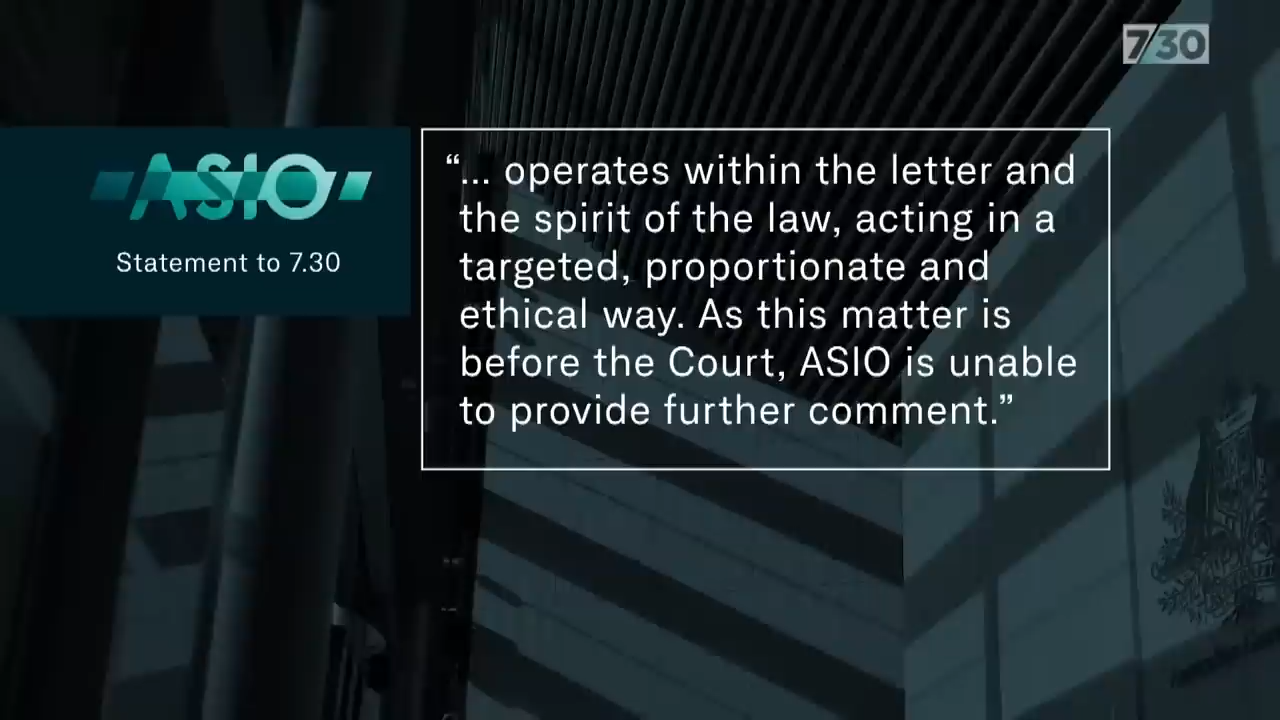 7/30
ASIO
Statement to 7.30
“... operates within the letter and
the spirit of the law, acting in a
targeted, proportionate and
ethical way. As this matter is
before the Court, ASIO is unable
to provide further comment.”